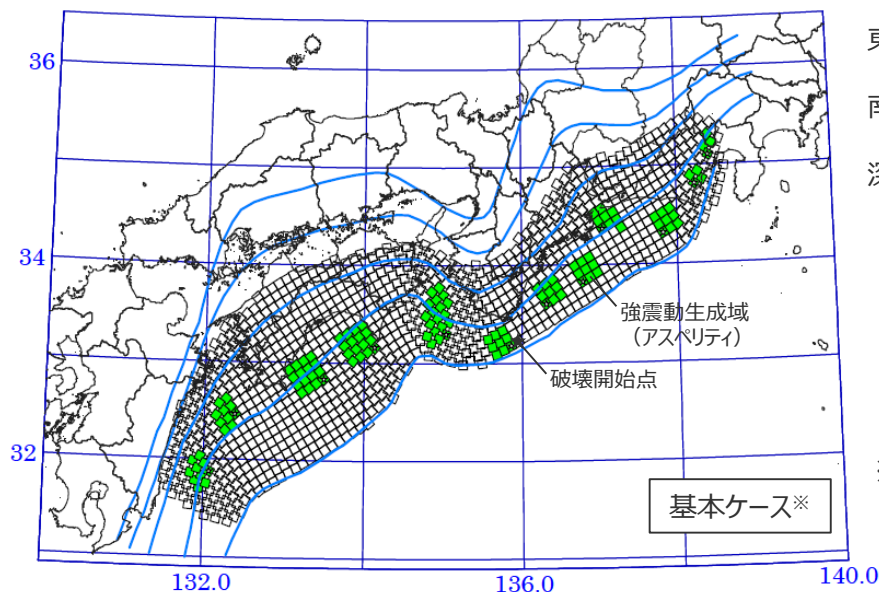 36
東
南
深
34
強震動生成域
（アスペリティ）
破壊開始点
32
基本ケース※
132.0
136.0
140.0